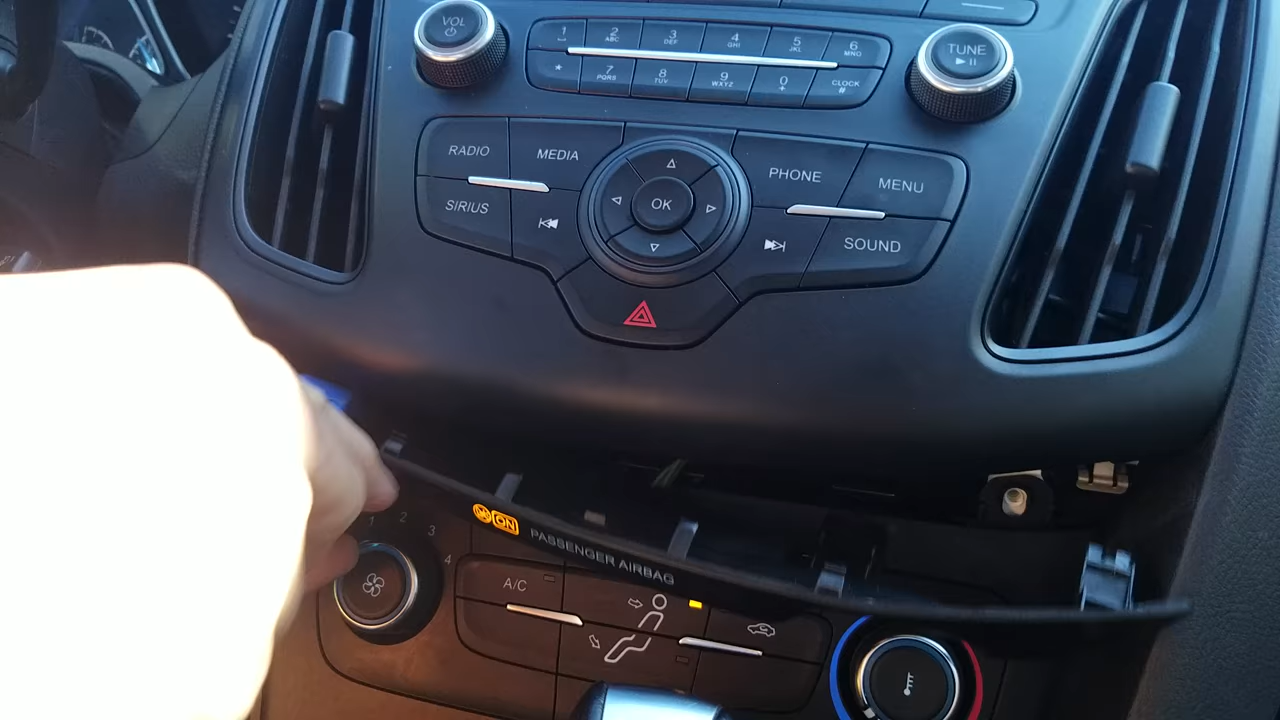 VOL
TUNE
1
2 ABC
3 DEF
4 GHI
5 JKL
6 MNO
*
7 PQRS
8 TUV
9 WXYZ
0 +
CLOCK #
RADIO
MEDIA
PHONE
MENU
SIRIUS
OK
SOUND
ON
PASSENGER AIRBAG
1
2
3
4
A/C